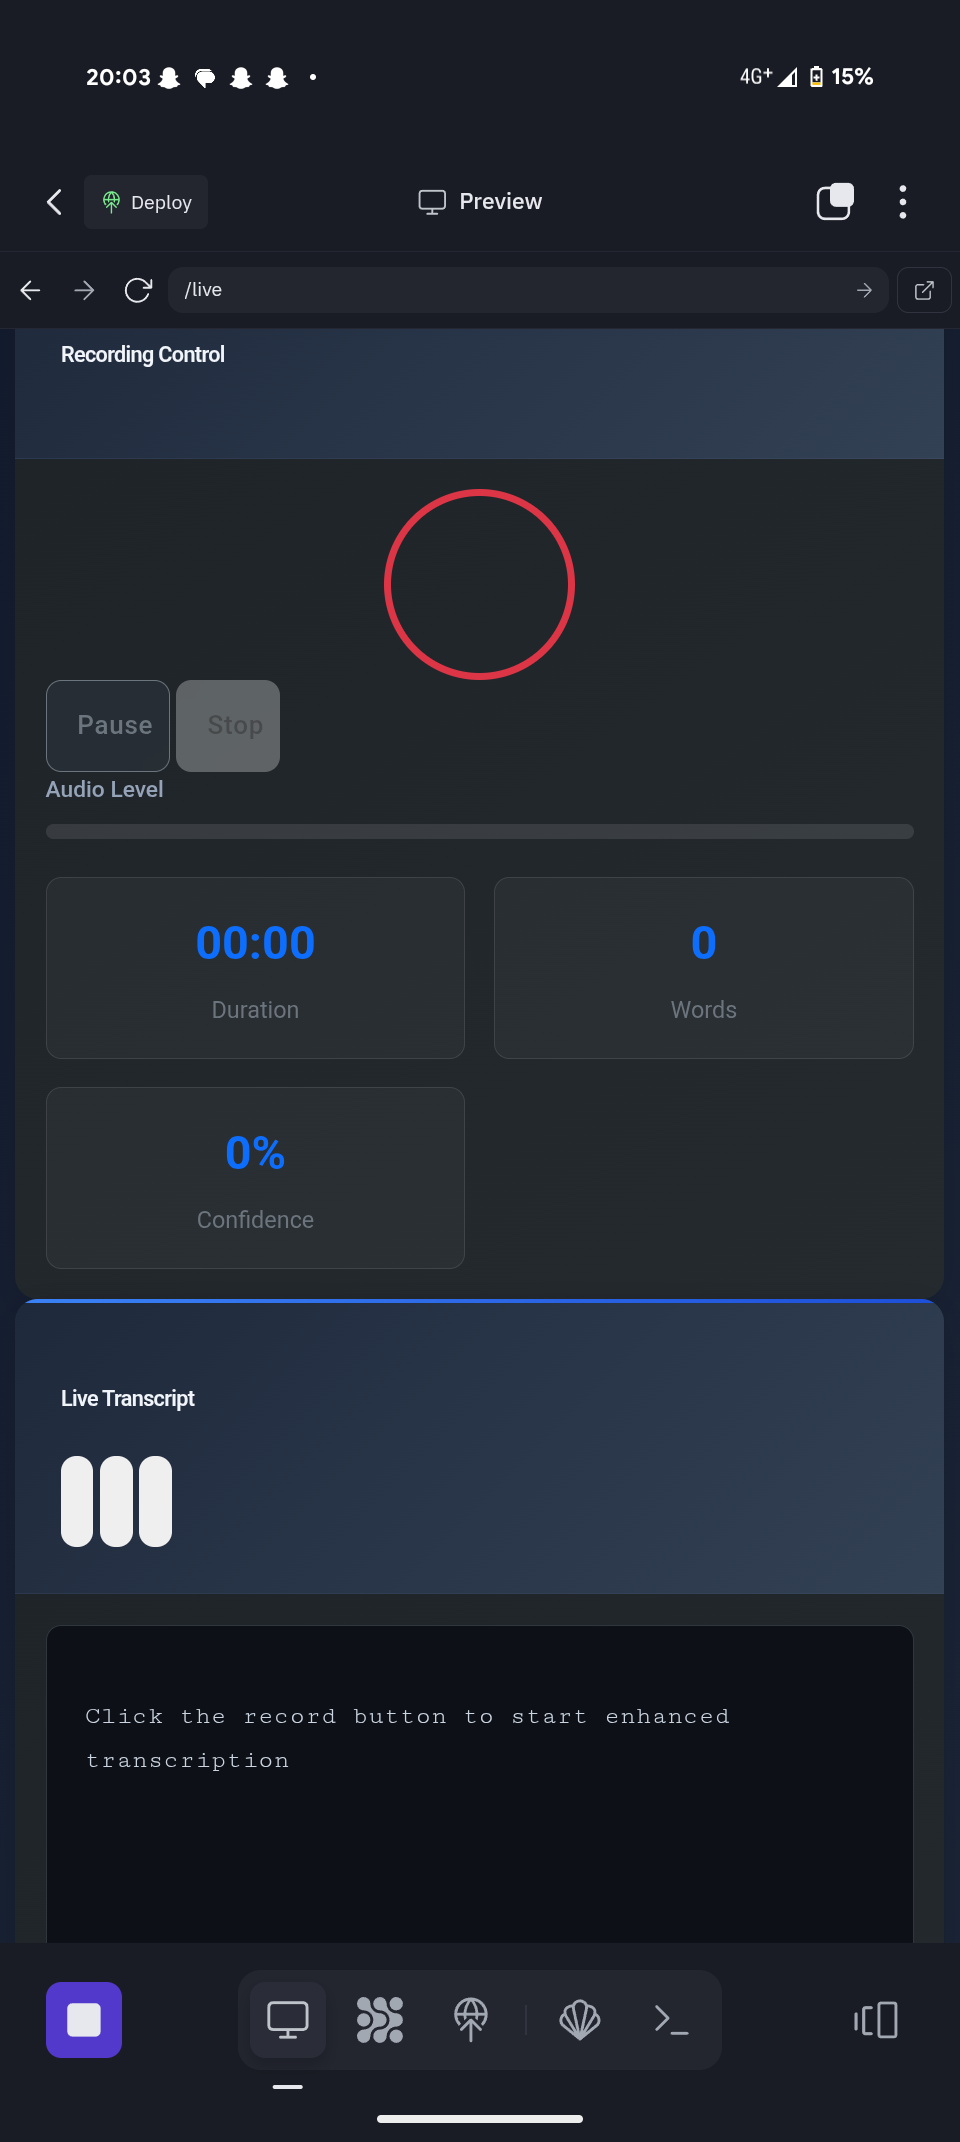 20:03
4G+
15%
Deploy
Preview
/live
Recording Control
Pause
Stop
Audio Level
00:00
0
Duration
Words
0%
Confidence
Live Transcript
Click the record button to start enhanced
transcription